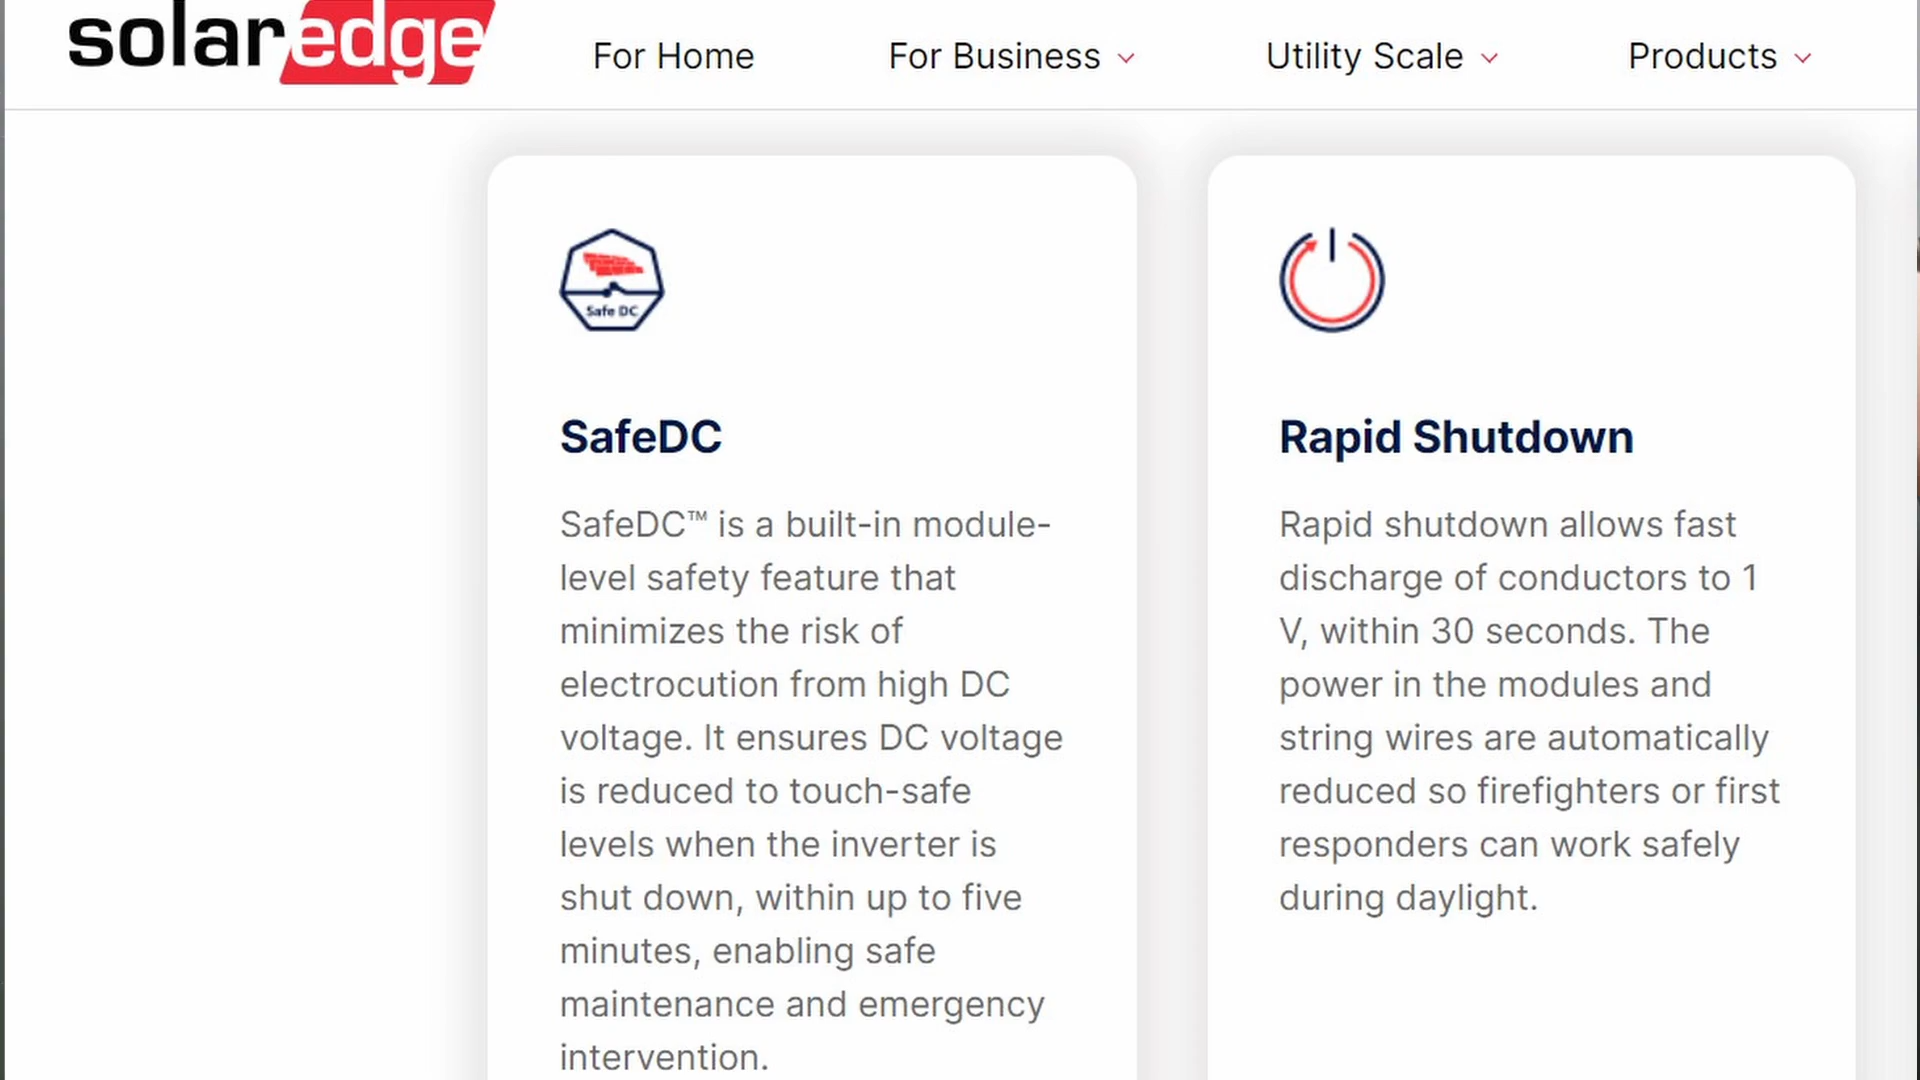 solaredge
For Home
For Business
Utility Scale
Products
Safe DC
SafeDC
SafeDC™ is a built-in module-
level safety feature that
minimizes the risk of
electrocution from high DC
voltage. It ensures DC voltage
is reduced to touch-safe
levels when the inverter is
shut down, within up to five
minutes, enabling safe
maintenance and emergency
intervention.
Rapid Shutdown
Rapid shutdown allows fast
discharge of conductors to 1
V, within 30 seconds. The
power in the modules and
string wires are automatically
reduced so firefighters or first
responders can work safely
during daylight.